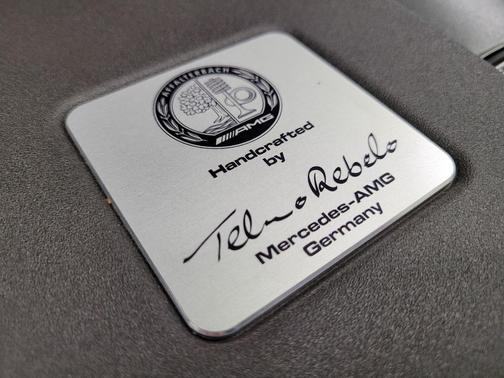 AFFALTERBACH
AMG
Handcrafted
by
Telmo Rebelo
Mercedes-AMG
Germany